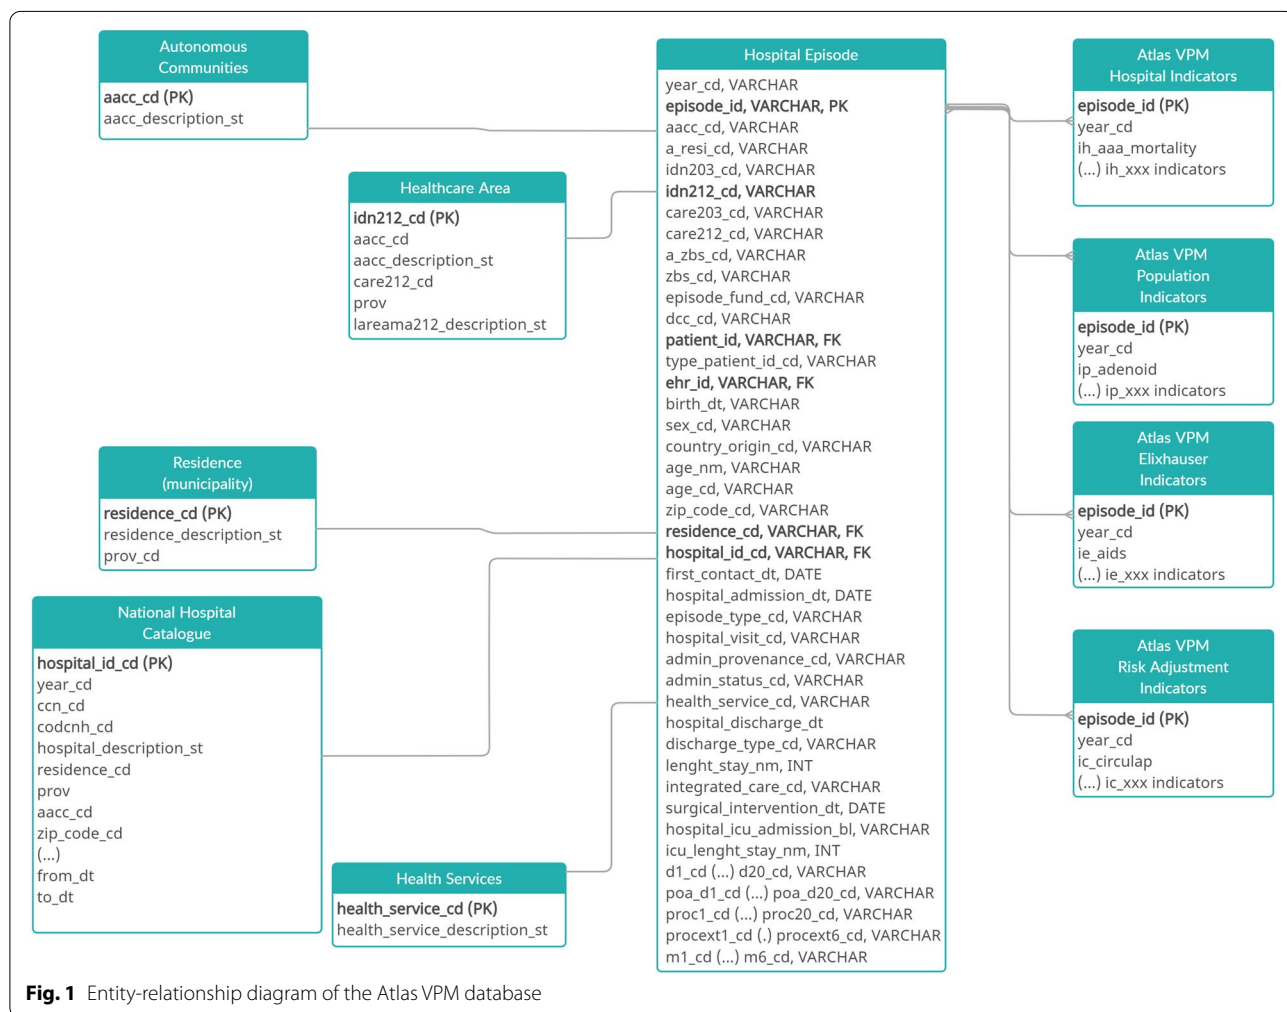 Autonomous
Communities
aacc_cd (PK)
aacc_description_st
Healthcare Area
idn212_cd (PK)
aacc_cd
aacc_description_st
care212_cd
prov
lareama212_description_st
Residence
(municipality)
residence_cd (PK)
residence_description_st
prov_cd
National Hospital
Catalogue
hospital_id_cd (PK)
year_cd
ccn_cd
codcnh_cd
hospital_description_st
residence_cd
prov
aacc_cd
zip_code_cd
(...)
from_dt
to_dt
Health Services
health_service_cd (PK)
health_service_description_st
Hospital Episode
year_cd, VARCHAR
episode_id, VARCHAR, PK
aacc_cd, VARCHAR
a_resi_cd, VARCHAR
idn203_cd, VARCHAR
idn212_cd, VARCHAR
care203_cd, VARCHAR
care212_cd, VARCHAR
a_zbs_cd, VARCHAR
zbs_cd, VARCHAR
episode_fund_cd, VARCHAR
dcc_cd, VARCHAR
patient_id, VARCHAR, FK
type_patient_id_cd, VARCHAR
ehr_id, VARCHAR, FK
birth_dt, VARCHAR
sex_cd, VARCHAR
country_origin_cd, VARCHAR
age_nm, VARCHAR
age_cd, VARCHAR
zip_code_cd, VARCHAR
residence_cd, VARCHAR, FK
hospital_id_cd, VARCHAR, FK
first_contact_dt, DATE
hospital_admission_dt, DATE
episode_type_cd, VARCHAR
hospital_visit_cd, VARCHAR
admin_provenance_cd, VARCHAR
admin_status_cd, VARCHAR
health_service_cd, VARCHAR
hospital_discharge_dt
discharge_type_cd, VARCHAR
lenght_stay_nm, INT
integrated_care_cd, VARCHAR
surgical_intervention_dt, DATE
hospital_icu_admission_bl, VARCHAR
icu_lenght_stay_nm, INT
d1_cd (...) d20_cd, VARCHAR
poa_d1_cd (...) poa_d20_cd, VARCHAR
proc1_cd (...) proc20_cd, VARCHAR
procext1_cd (.) procext6_cd, VARCHAR
m1_cd (...) m6_cd, VARCHAR
Atlas VPM
Hospital Indicators
episode_id (PK)
year_cd
ih_aaa_mortality
(...) ih_xxx indicators
Atlas VPM
Population
Indicators
episode_id (PK)
year_cd
ip_adenoid
(...) ip_xxx indicators
Atlas VPM
Elixhauser
Indicators
episode_id (PK)
year_cd
ie_aids
(...) ie_xxx indicators
Atlas VPM
Risk Adjustment
Indicators
episode_id (PK)
year_cd
ic_circulap
(...) ic_xxx indicators
Fig. 1 Entity-relationship diagram of the Atlas VPM database